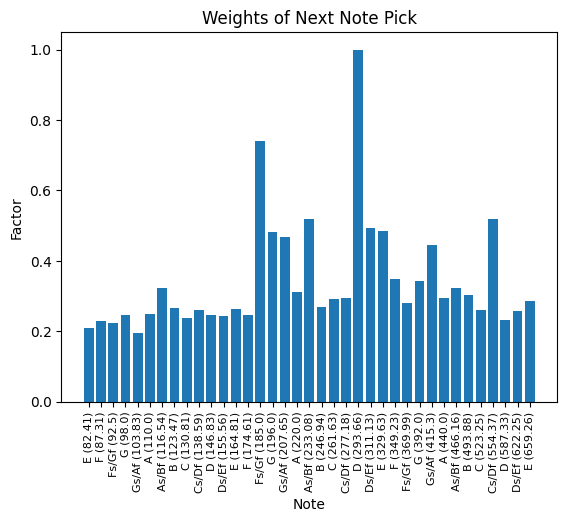 Weights of Next Note Pick
Factor
1.0
0.8
0.6
0.4
0.2
0.0
E (82.41)
F (87.31)
Fs/Gf (92.5)
G (98.0)
Gs/Af (103.83)
A (110.0)
As/Bf (116.54)
B (123.47)
C (130.81)
Cs/Df (138.59)
D (146.83)
Ds/Ef (155.56)
E (164.81)
F (174.61)
Fs/Gf (185.0)
G (196.0)
Gs/Af (207.65)
A (220.0)
As/Bf (233.08)
B (246.94)
C (261.63)
Cs/Df (277.18)
D (293.66)
Ds/Ef (311.13)
E (329.63)
F (349.23)
Fs/Gf (369.99)
G (392.0)
Gs/Af (415.3)
A (440.0)
As/Bf (466.16)
B (493.88)
C (523.25)
Cs/Df (554.37)
D (587.33)
Ds/Ef (622.25)
E (659.26)
Note